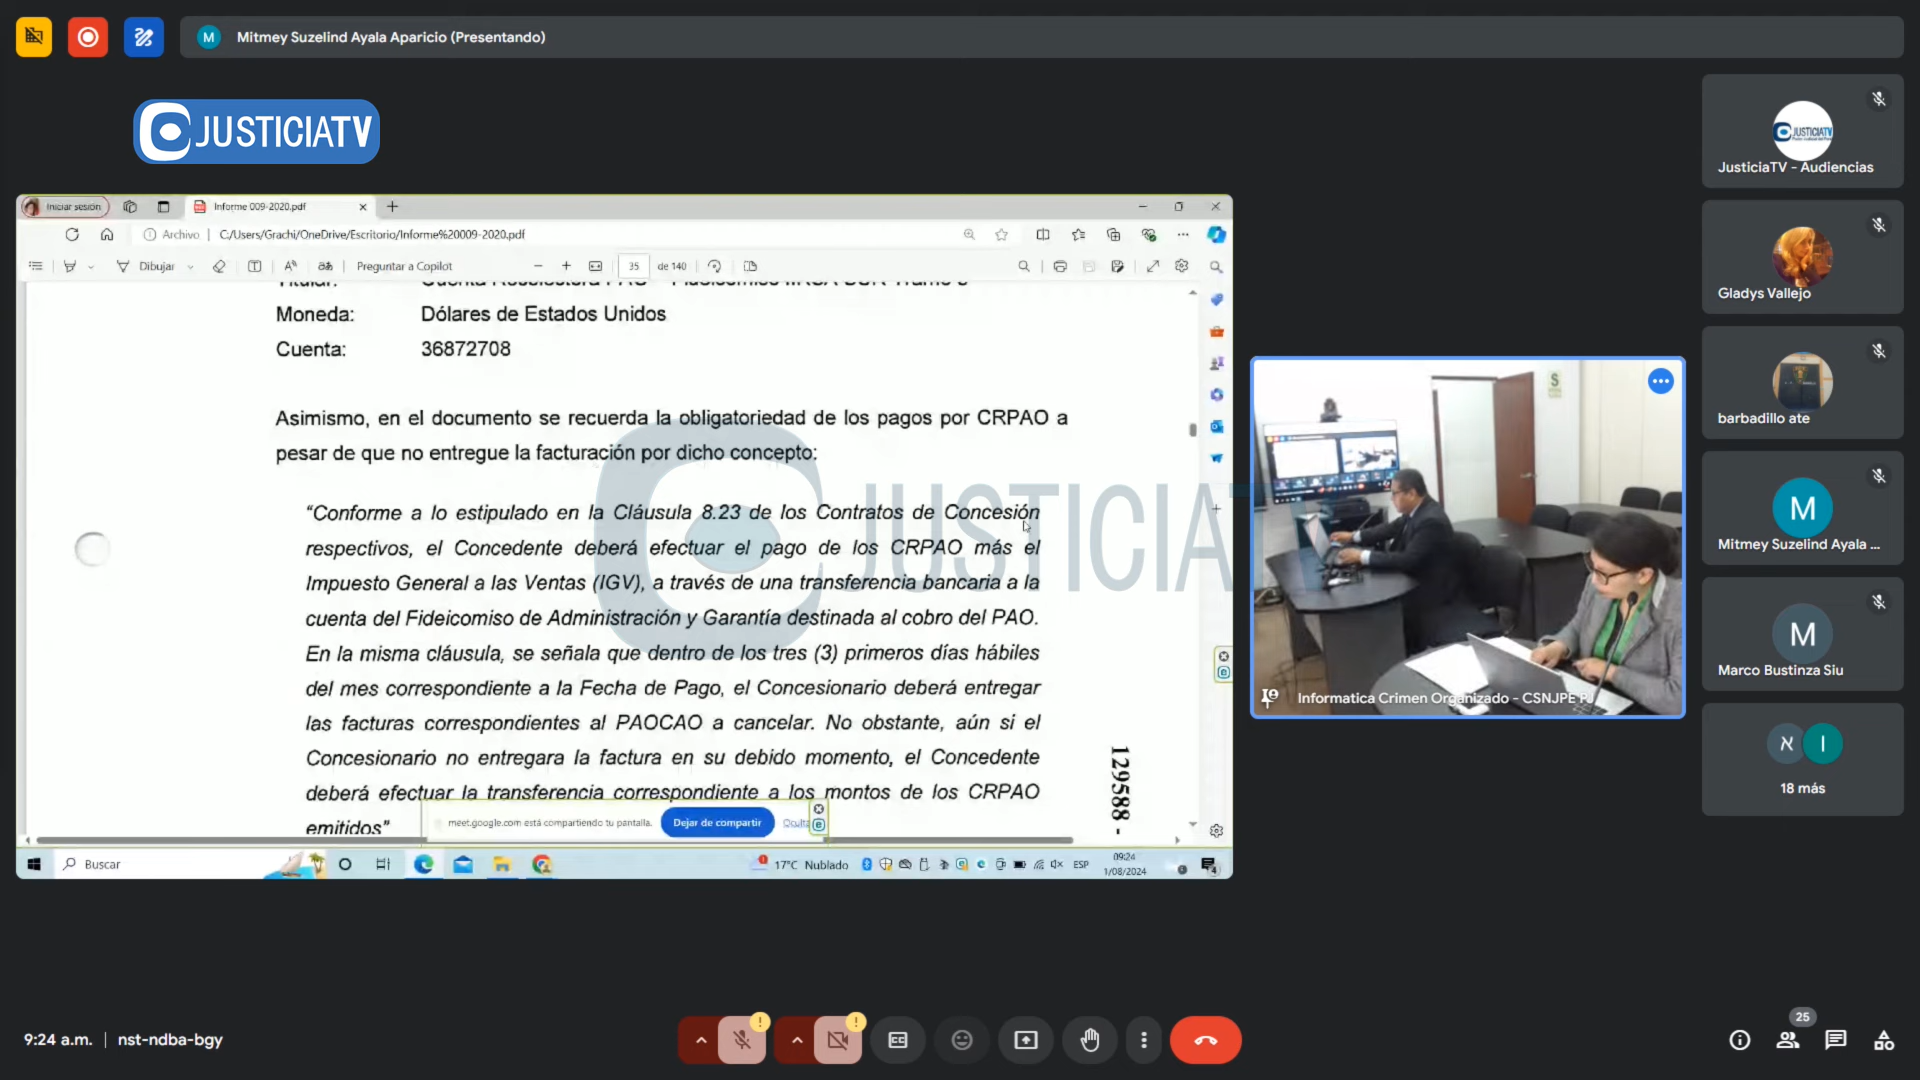 Mitmey Suzelind Ayala Aparicio (Presentando)
JUSTICIATV
Iniciar sesión
Informe 009-2020.pdf
Archivo | C:/Users/Grachi/OneDrive/Escritorio/Informe%20009-2020.pdf
Dibujar
Preguntar a Copilot
35 de 140
Moneda: Dólares de Estados Unidos
Cuenta: 36872708
Asimismo, en el documento se recuerda la obligatoriedad de los pagos por CRPAO a
pesar de que no entregue la facturación por dicho concepto:
“Conforme a lo estipulado en la Cláusula 8.23 de los Contratos de Concesión
respectivos, el Concedente deberá efectuar el pago de los CRPAO más el
Impuesto General a las Ventas (IGV), a través de una transferencia bancaria a la
cuenta del Fideicomiso de Administración y Garantía destinada al cobro del PAO.
En la misma cláusula, se señala que dentro de los tres (3) primeros días hábiles
del mes correspondiente a la Fecha de Pago, el Concesionario deberá entregar
las facturas correspondientes al PAOCAO a cancelar. No obstante, aún si el
Concesionario no entregara la factura en su debido momento, el Concedente
deberá efectuar la transferencia correspondiente a los montos de los CRPAO
emitidos”
129588 -
JUSTICIAT
meet.google.com está compartiendo tu pantalla.
Dejar de compartir
Buscar
17°C Nublado
ESP
09:24
1/08/2024
Informatica Crimen Organizado - CSNJPE PJ
S
JUSTICIATV
JusticiaTV - Audiencias
Gladys Vallejo
barbadillo ate
M
Mitmey Suzelind Ayala ...
M
Marco Bustinza Siu
א I
18 más
9:24 a.m. | nst-ndba-bgy
25